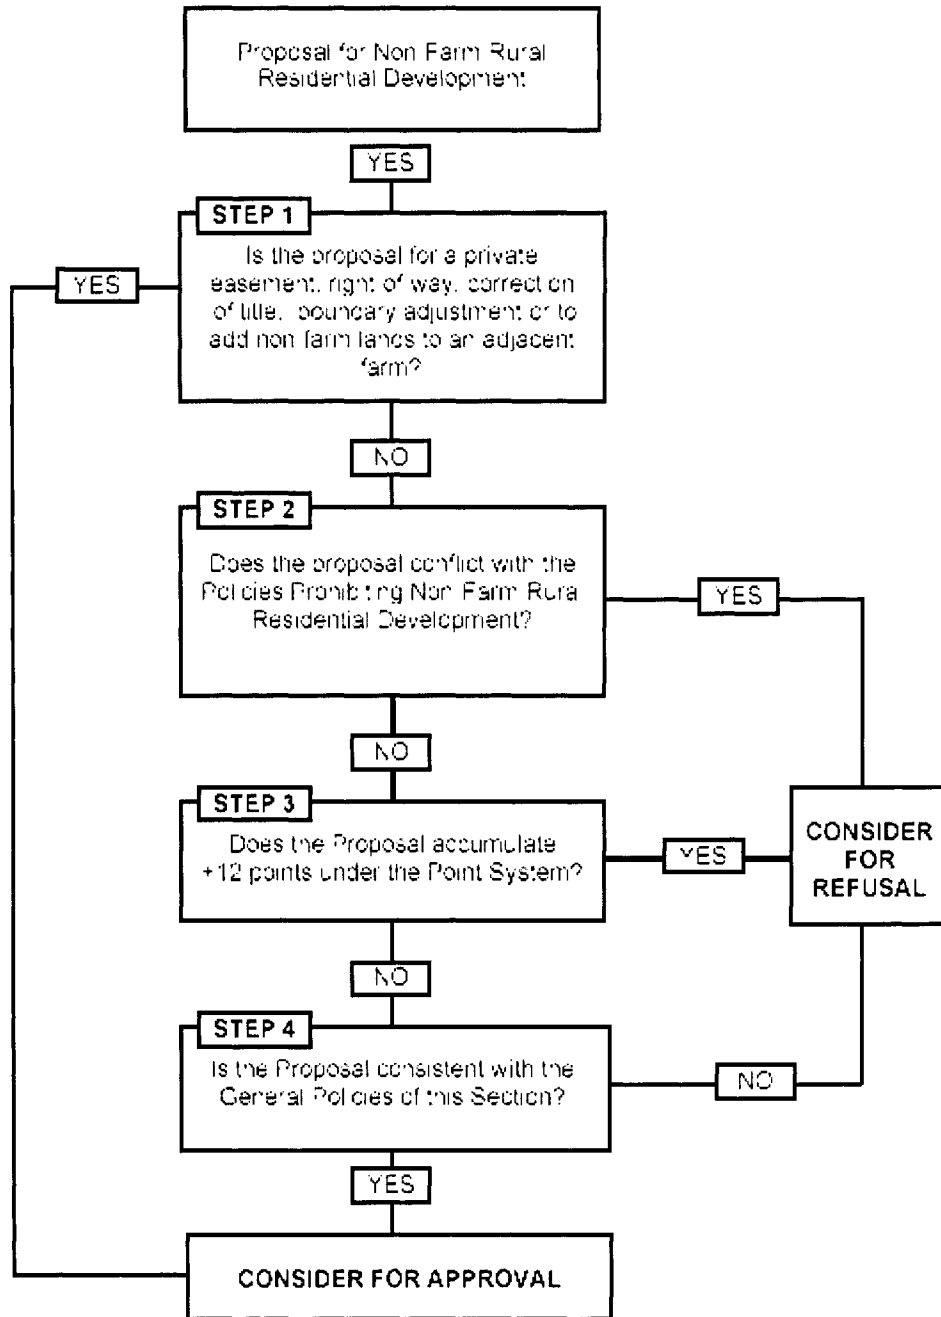 Proposal for Non Farm Rural
Residential Development
YES
STEP 1
Is the proposal for a private
easement, right of way, correction
of title, boundary adjustment or to
add non farm lands to an adjacent
farm?
YES
NO
STEP 2
Does the proposal conflict with the
Policies Prohibiting Non Farm Rural
Residential Development?
YES
NO
STEP 3
Does the Proposal accumulate
+12 points under the Point System?
YES
CONSIDER
FOR
REFUSAL
NO
STEP 4
Is the Proposal consistent with the
General Policies of this Section?
NO
YES
CONSIDER FOR APPROVAL